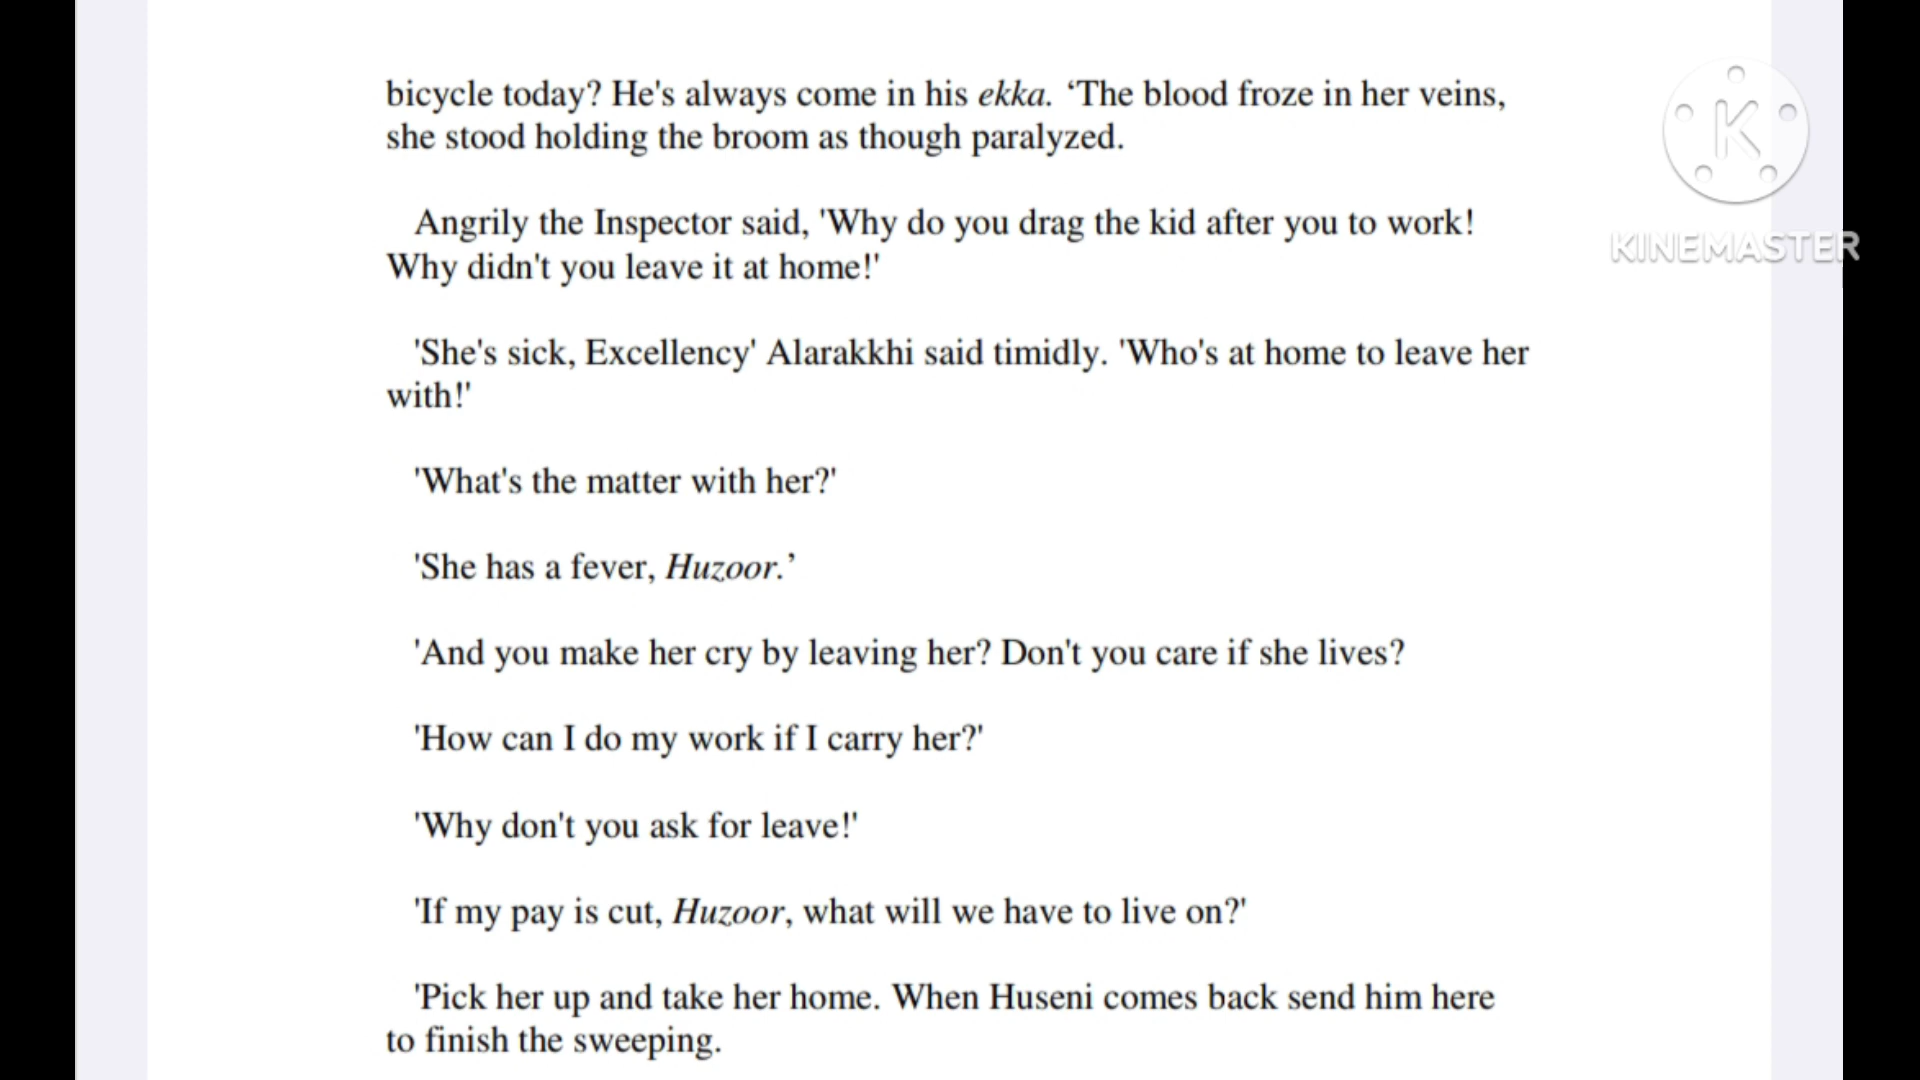 bicycle today? He's always come in his ekka. ‘The blood froze in her veins,
she stood holding the broom as though paralyzed.
Angrily the Inspector said, 'Why do you drag the kid after you to work!
Why didn't you leave it at home!'
'She's sick, Excellency' Alarakkhi said timidly. 'Who's at home to leave her
with!'
'What's the matter with her?'
'She has a fever, Huzoor.’
'And you make her cry by leaving her? Don't you care if she lives?
'How can I do my work if I carry her?'
'Why don't you ask for leave!'
'If my pay is cut, Huzoor, what will we have to live on?'
'Pick her up and take her home. When Huseni comes back send him here
to finish the sweeping.
K
KINEMASTER